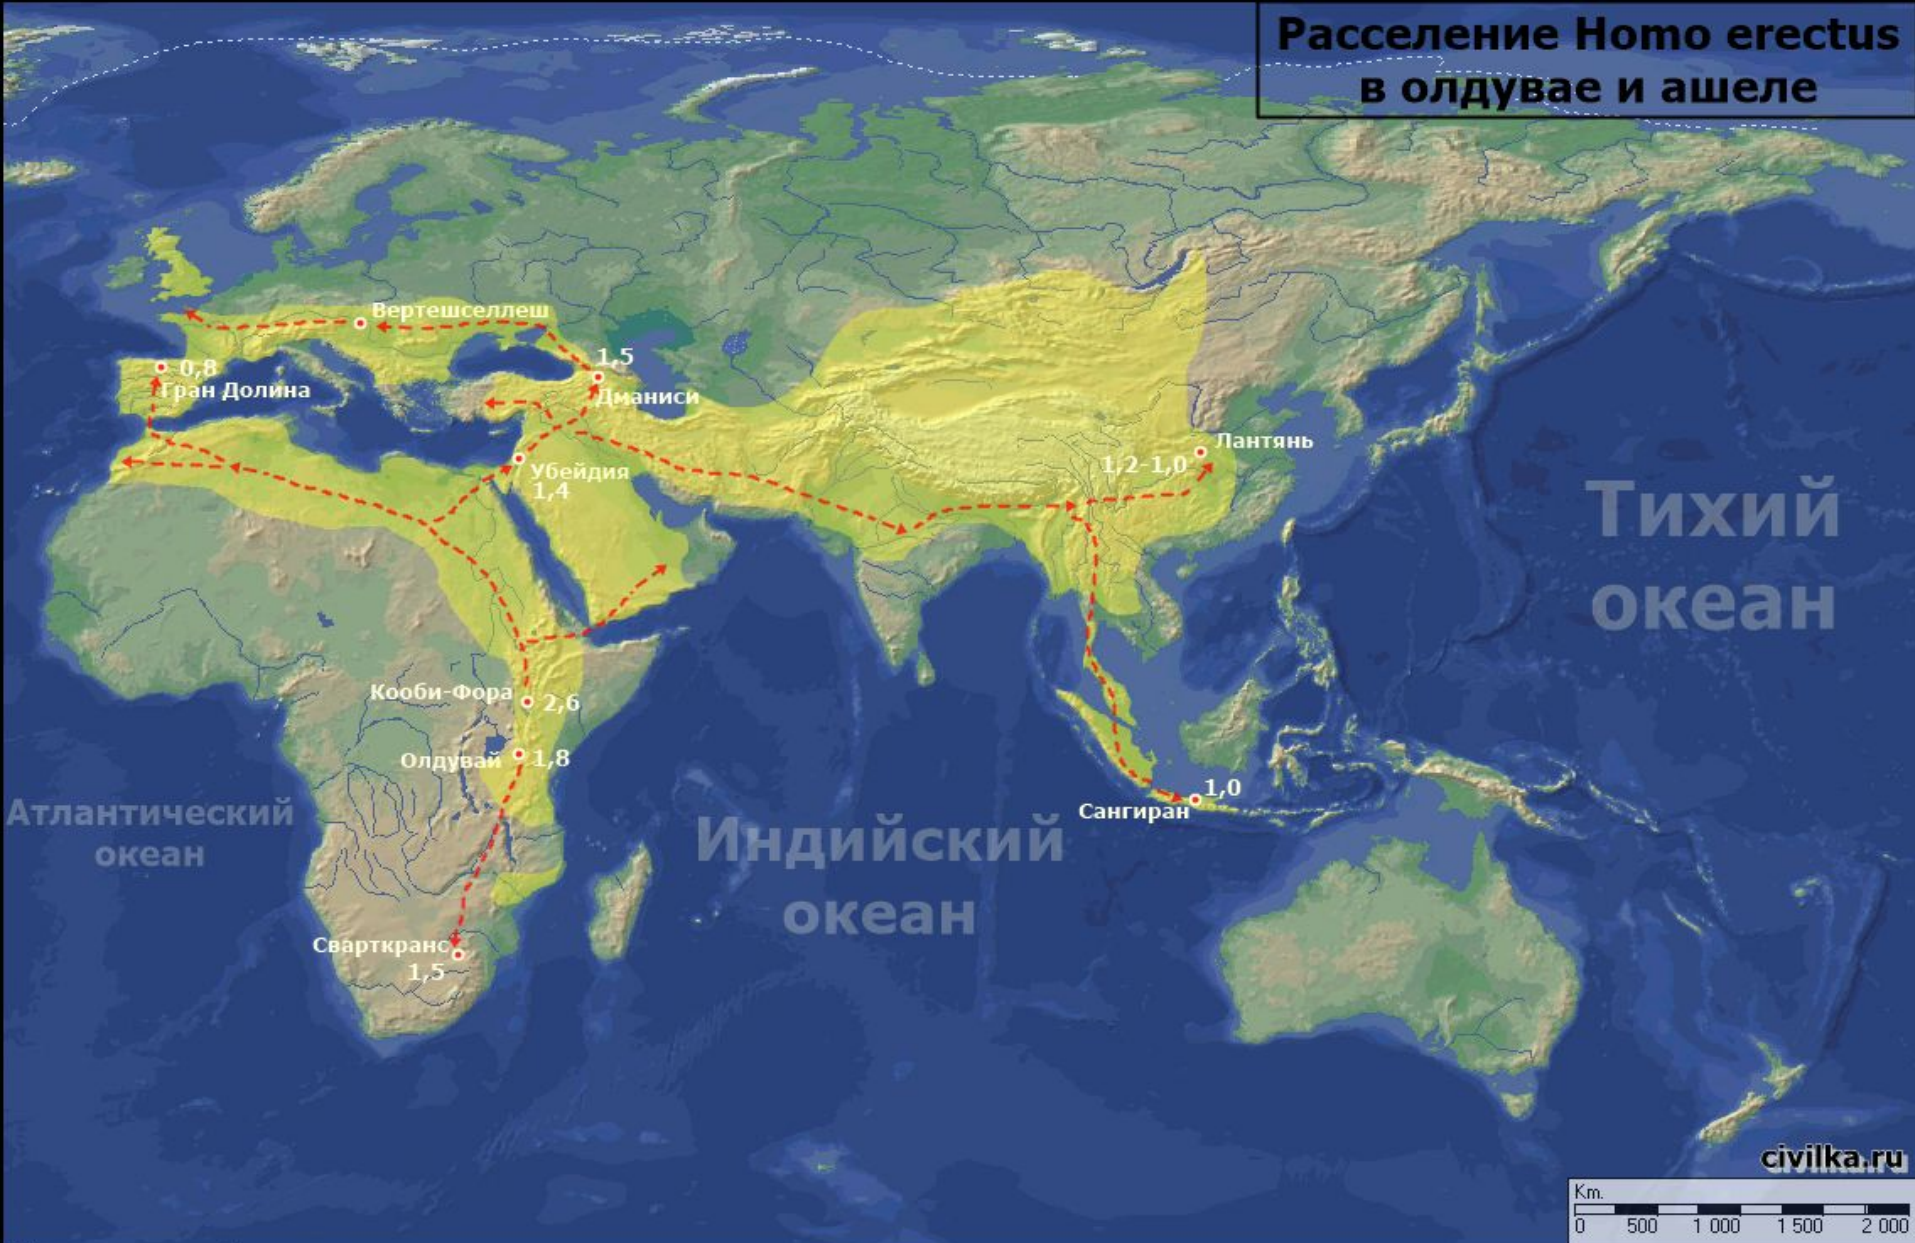 Расселение Homo erectus
в олдувае и ашеле
Вертешселлеш
1,5
0,8
Гран Долина
Дманиси
Лантянь
1,2-1,0
Убейдия
1,4
Тихий
океан
Кооби-Фора
2,6
Олдувай
1,8
1,0
Сангиран
Атлантический
океан
Индийский
океан
Сварткранс
1,5
civilka.ru
Km.
0 500 1 000 1 500 2 000